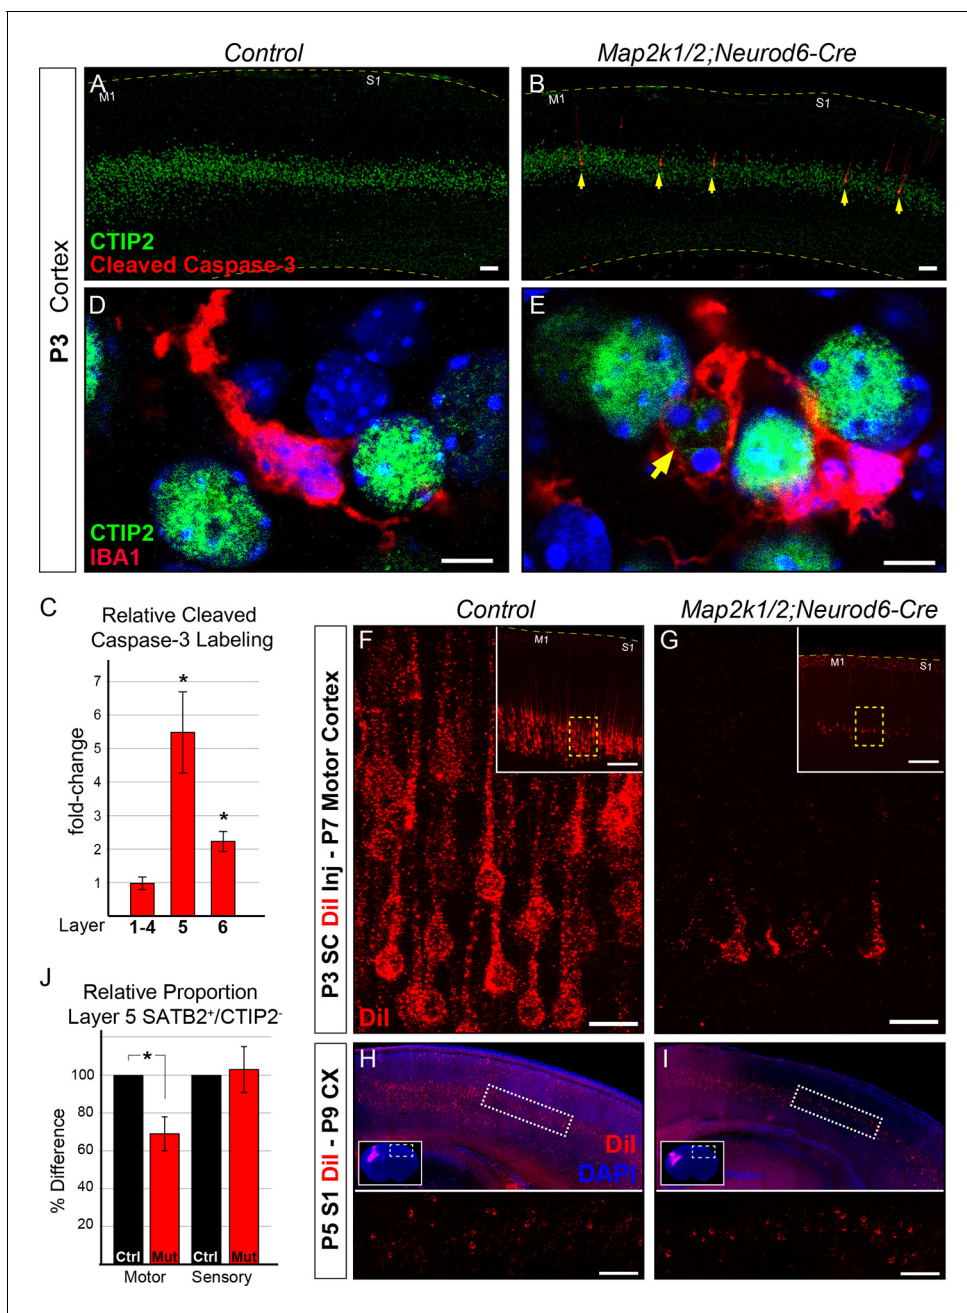 Control
Map2k1/2;Neurod6-Cre
P3 Cortex
A
M1
S1
CTIP2
Cleaved Caspase-3
B
M1
S1
D
CTIP2
IBA1
E
C
Relative Cleaved
Caspase-3 Labeling
fold-change
7
6
5
4
3
2
1
Layer 1-4 5 6
*
*
Control
Map2k1/2;Neurod6-Cre
P3 SC DiI Inj - P7 Motor Cortex
F
M1
S1
DiI
G
M1
S1
J
Relative Proportion
Layer 5 SATB2⁺/CTIP2⁻
% Difference
100
80
60
40
20
*
Ctrl Mut Ctrl Mut
Motor Sensory
P5 S1 DiI - P9 CX
H
DiI
DAPI
I